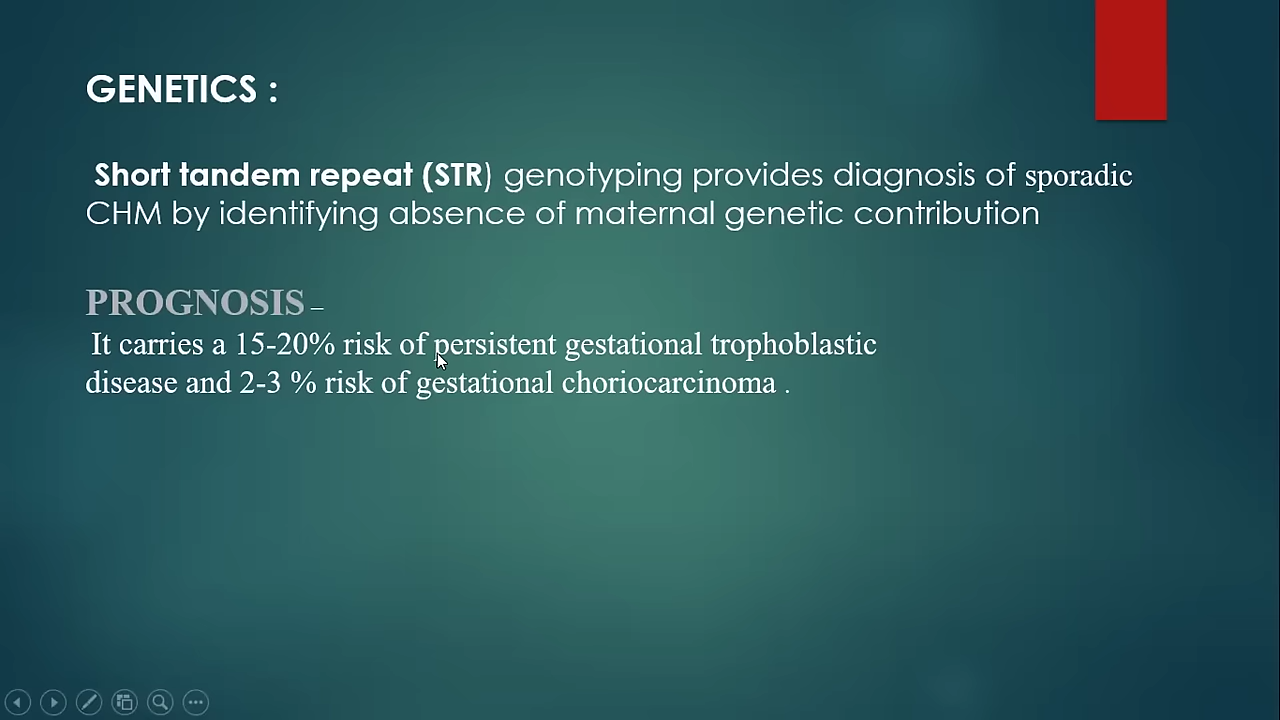 GENETICS :
Short tandem repeat (STR) genotyping provides diagnosis of sporadic
CHM by identifying absence of maternal genetic contribution
PROGNOSIS –
It carries a 15-20% risk of persistent gestational trophoblastic
disease and 2-3 % risk of gestational choriocarcinoma .